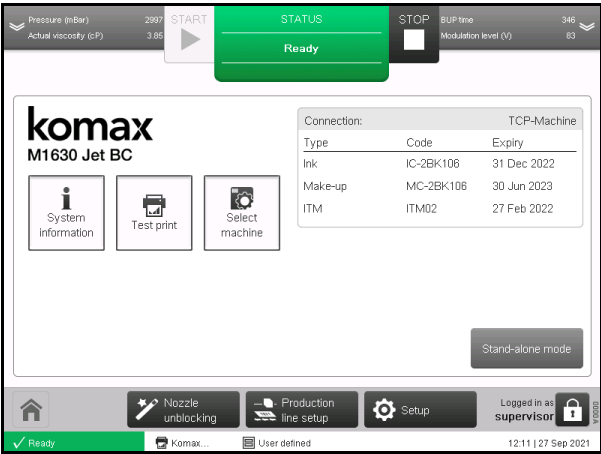 Pressure (mBar) 2997
Actual viscosity (cP) 3.85
START
STATUS
Ready
STOP
BUP time 346
Modulation level (V) 83
komax
M1630 Jet BC
System
information
Test print
Select
machine
Connection: TCP-Machine
Type Code Expiry
Ink IC-2BK106 31 Dec 2022
Make-up MC-2BK106 30 Jun 2023
ITM ITM02 27 Feb 2022
Stand-alone mode
Nozzle
unblocking
Production
line setup
Setup
Logged in as
supervisor
0000A
Ready
Komax...
User defined
12:11 | 27 Sep 2021